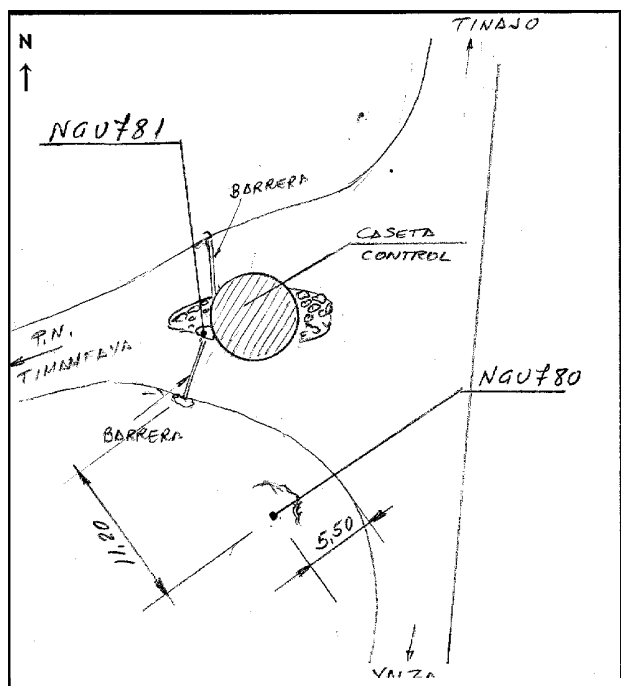 TINAJO
N
NGU781
BARRERA
CASETA
CONTROL
P.N.
TIMANFAYA
NGU780
BARRERA
11,20
5,50
YAIZA